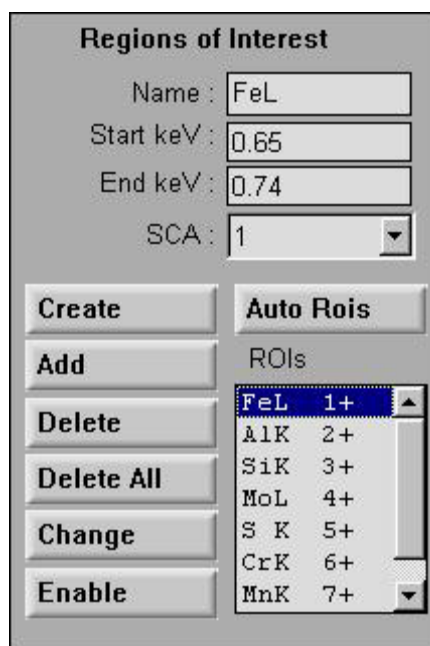 Regions of Interest
Name : FeL
Start keV : 0.65
End keV : 0.74
SCA : 1
Create
Auto Rois
Add
ROIs
Delete
Delete All
Change
Enable
FeL 1+
AlK 2+
SiK 3+
MoL 4+
S K 5+
CrK 6+
MnK 7+